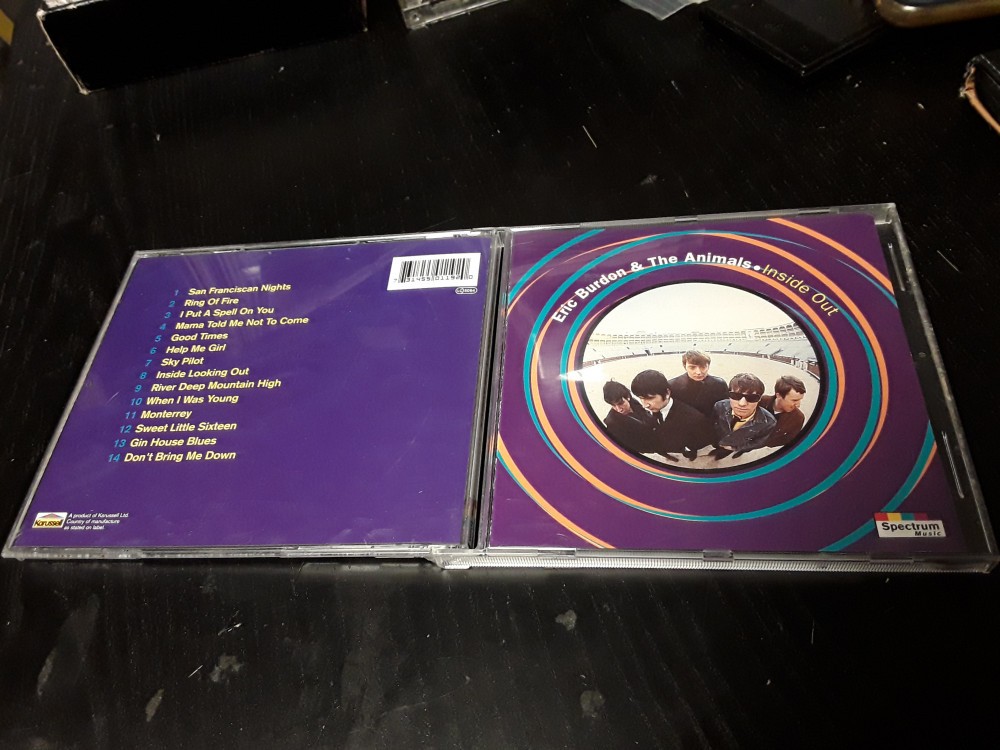 1 San Franciscan Nights
2 Ring Of Fire
3 I Put A Spell On You
4 Mama Told Me Not To Come
5 Good Times
6 Help Me Girl
7 Sky Pilot
8 Inside Looking Out
9 River Deep Mountain High
10 When I Was Young
11 Monterrey
12 Sweet Little Sixteen
13 Gin House Blues
14 Don't Bring Me Down
Karussell
A product of Karussell Ltd.
Country of manufacture
as stated on label.
Eric Burdon & The Animals • Inside Out
Spectrum
Music